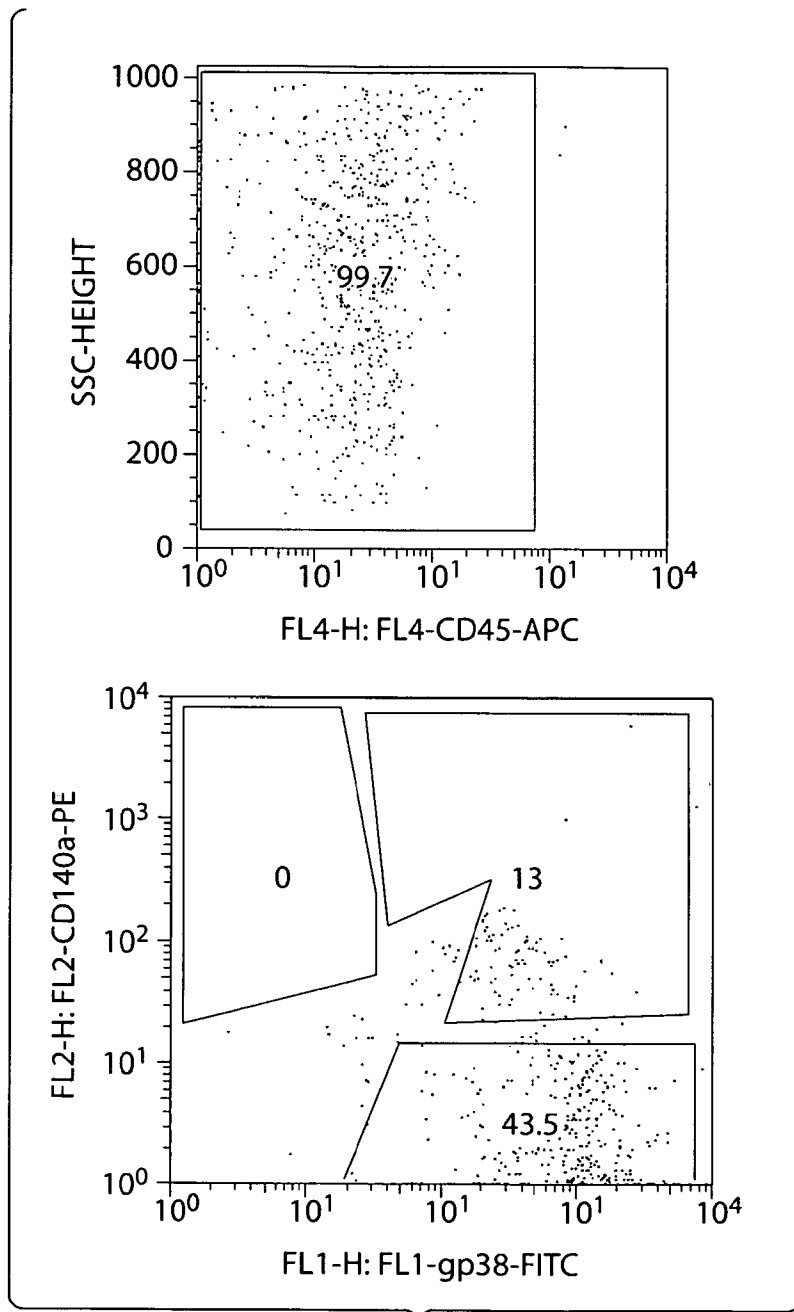 1000
800
600
400
200
0
SSC-HEIGHT
99.7
10⁰ 10¹ 10¹ 10¹ 10⁴
FL4-H: FL4-CD45-APC
10⁴
10³
10²
10¹
10⁰
FL2-H: FL2-CD140a-PE
0
13
43.5
10⁰ 10¹ 10¹ 10¹ 10⁴
FL1-H: FL1-gp38-FITC